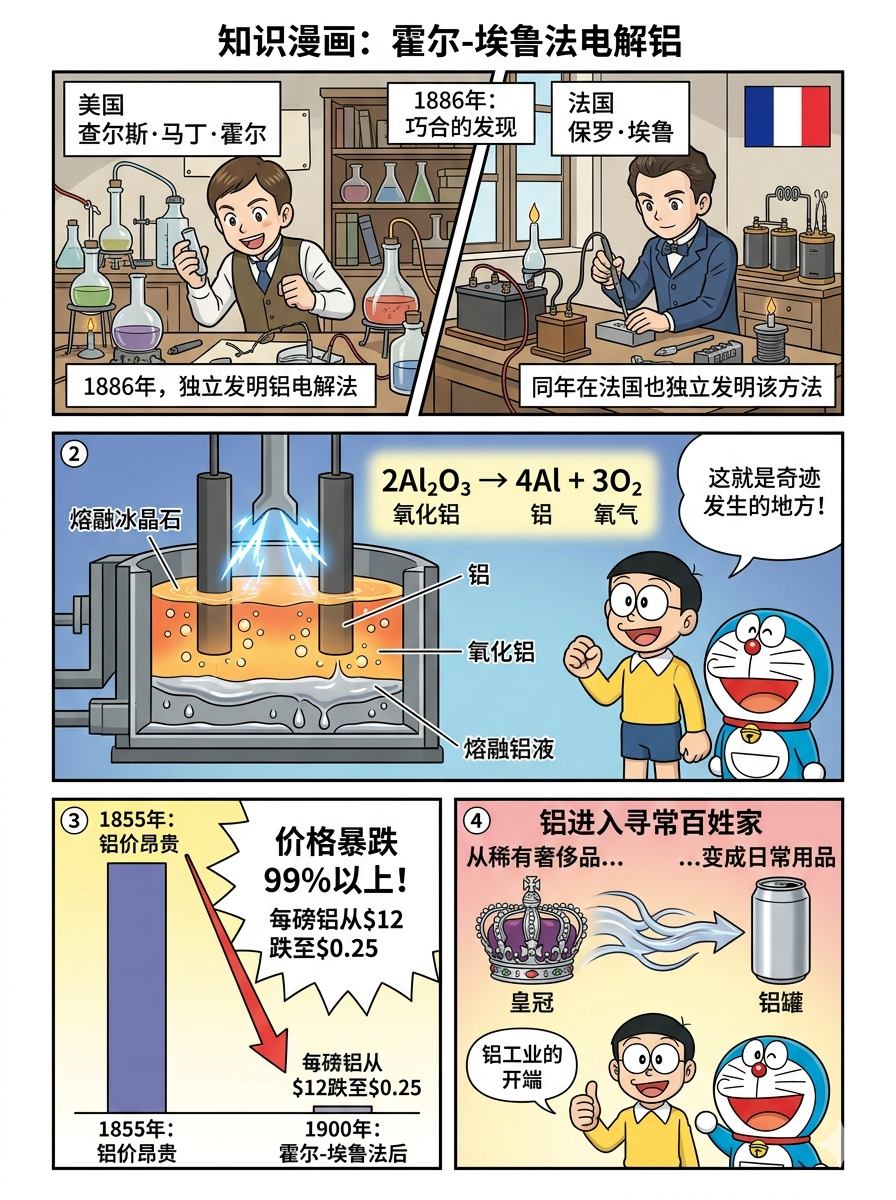 知识漫画：霍尔-埃鲁法电解铝
美国
查尔斯·马丁·霍尔
1886年：
巧合的发现
法国
保罗·埃鲁
1886年，独立发明铝电解法
同年在法国也独立发明该方法
②
2Al₂O₃ → 4Al + 3O₂
氧化铝 铝 氧气
这就是奇迹
发生的地方！
熔融冰晶石
铝
氧化铝
熔融铝液
③
1855年：
铝价昂贵
价格暴跌
99%以上！
每磅铝从$12
跌至$0.25
每磅铝从
$12跌至$0.25
1855年：
铝价昂贵
1900年：
霍尔-埃鲁法后
④
铝进入寻常百姓家
从稀有奢侈品...
...变成日常用品
皇冠
铝罐
铝工业的
开端